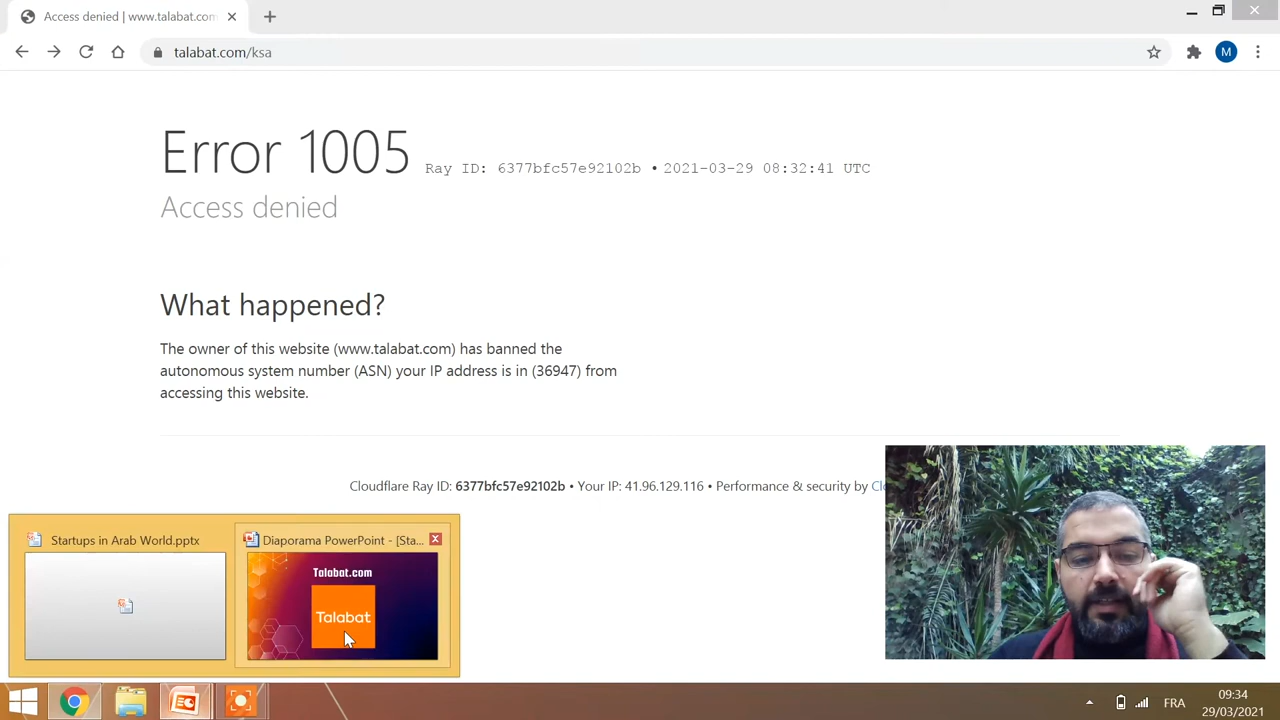 Access denied | www.talabat.com
M
talabat.com/ksa
Error 1005
Ray ID: 6377bfc57e92102b • 2021-03-29 08:32:41 UTC
Access denied
What happened?
The owner of this website (www.talabat.com) has banned the
autonomous system number (ASN) your IP address is in (36947) from
accessing this website.
Cloudflare Ray ID: 6377bfc57e92102b • Your IP: 41.96.129.116 • Performance & security by Cl
Startups in Arab World.pptx
Diaporama PowerPoint - [Sta...
Talabat.com
Talabat
FRA
09:34
29/03/2021